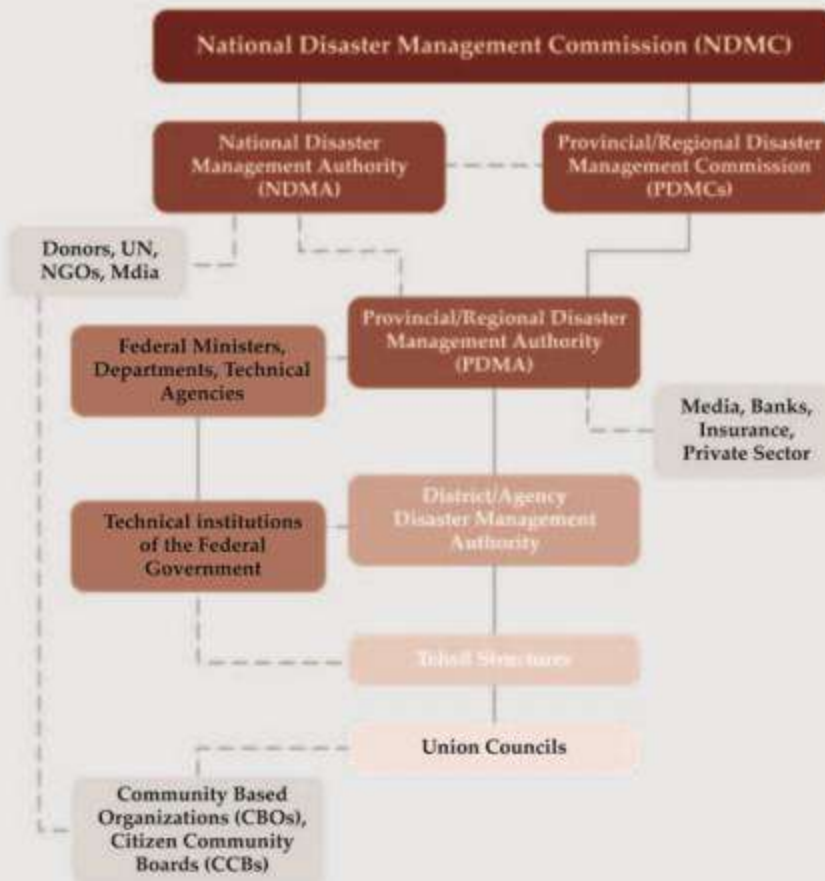 National Disaster Management Commission (NDMC)
National Disaster
Management Authority
(NDMA)
Provincial/Regional Disaster
Management Commission
(PDMCs)
Donors, UN,
NGOs, Mdia
Provincial/Regional Disaster
Management Authority
(PDMA)
Federal Ministers,
Departments, Technical
Agencies
Media, Banks,
Insurance,
Private Sector
District/Agency
Disaster Management
Authority
Technical institutions
of the Federal
Government
Tehsil Structures
Union Councils
Community Based
Organizations (CBOs),
Citizen Community
Boards (CCBs)